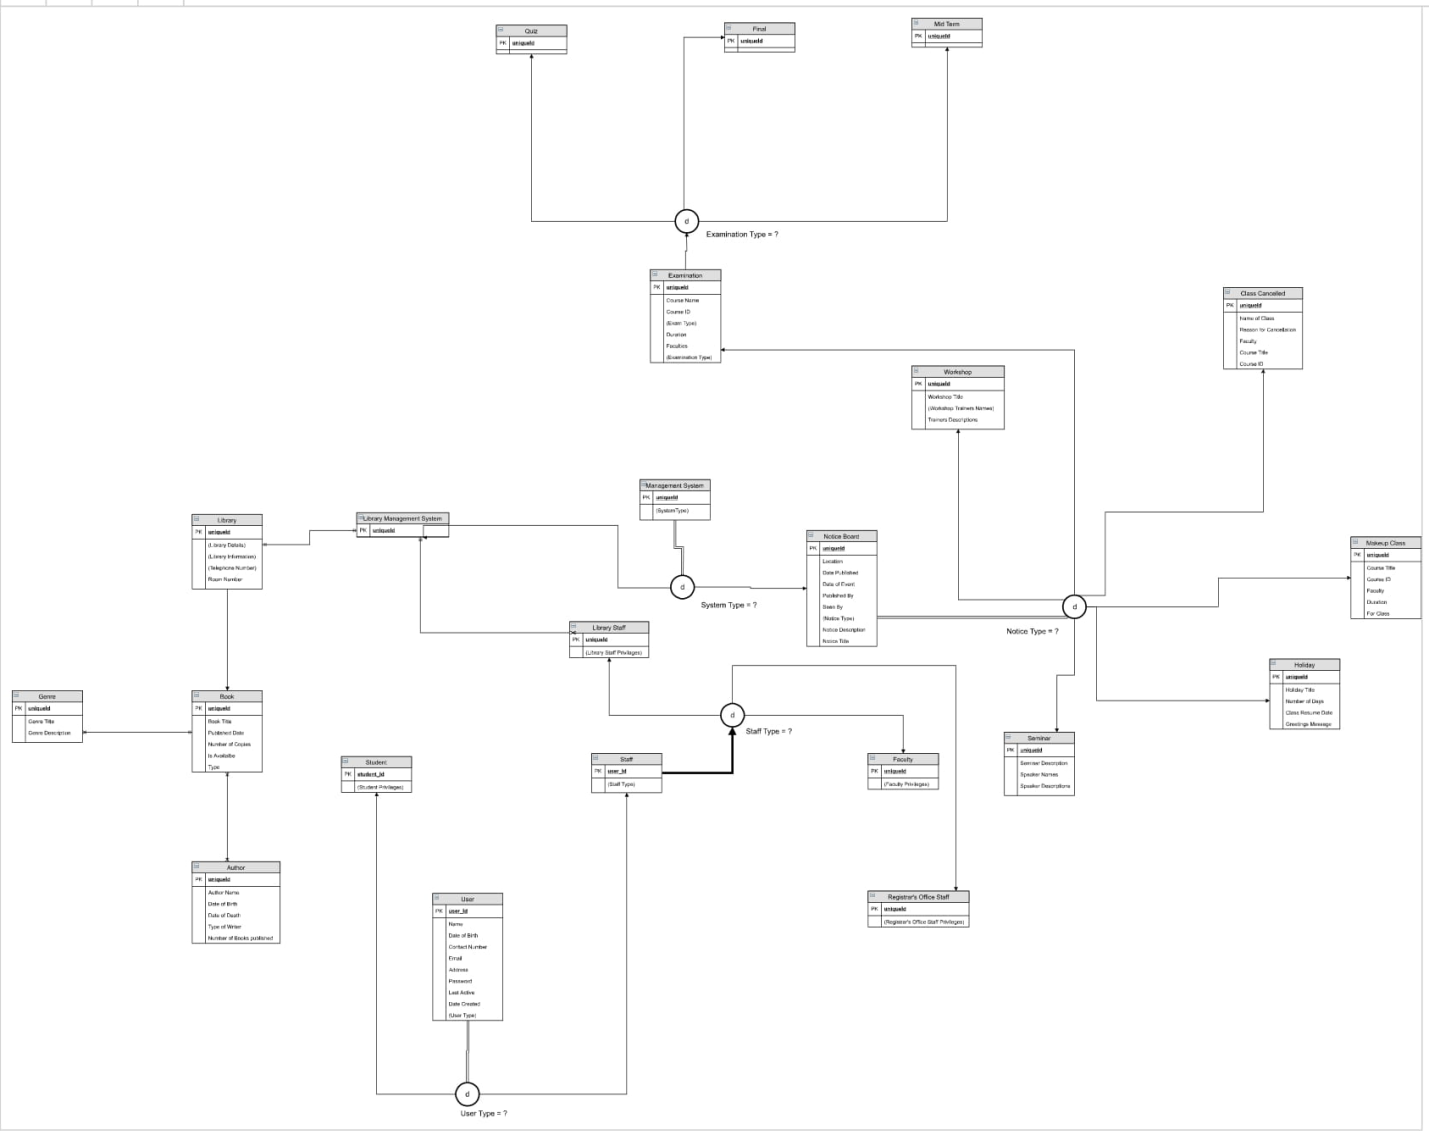 Quiz
PK uniqueId
Final
PK uniqueId
Mid Term
PK uniqueId
d
Examination Type = ?
Examination
PK uniqueId
Course Name
Course ID
(Exam Type)
Duration
Faculties
(Examination Type)
Class Cancelled
PK uniqueId
Name of Class
Reason for Cancellation
Faculty
Course Title
Course ID
Workshop
PK uniqueId
Workshop Title
(Workshop Trainers Names)
Trainers Descriptions
Management System
PK uniqueId
(SystemType)
Library
PK uniqueId
(Library Details)
(Library Information)
(Telephone Number)
Room Number
Library Management System
PK uniqueId
d
System Type = ?
Notice Board
PK uniqueId
Location
Date Published
Date of Event
Published By
Seen By
(Notice Type)
Notice Description
Notice Title
d
Notice Type = ?
Makeup Class
PK uniqueId
Course Title
Course ID
Faculty
Duration
For Class
Library Staff
PK uniqueId
(Library Staff Privileges)
Holiday
PK uniqueId
Holiday Title
Number of Days
Class Resume Date
Greetings Message
Genre
PK uniqueId
Genre Title
Genre Description
Book
PK uniqueId
Book Title
Published Date
Number of Copies
Is Available
Type
d
Staff Type = ?
Seminar
PK uniqueId
Seminar Description
Speaker Names
Speaker Descriptions
Student
PK student_id
(Student Privileges)
Staff
PK user_id
(Staff Type)
Faculty
PK uniqueId
(Faculty Privileges)
Author
PK uniqueId
Author Name
Date of Birth
Date of Death
Type of Writer
Number of Books published
User
PK user_id
Name
Date of Birth
Contact Number
Email
Address
Password
Last Active
Date Created
(User Type)
Registrar's Office Staff
PK uniqueId
(Registrar's Office Staff Privileges)
d
User Type = ?